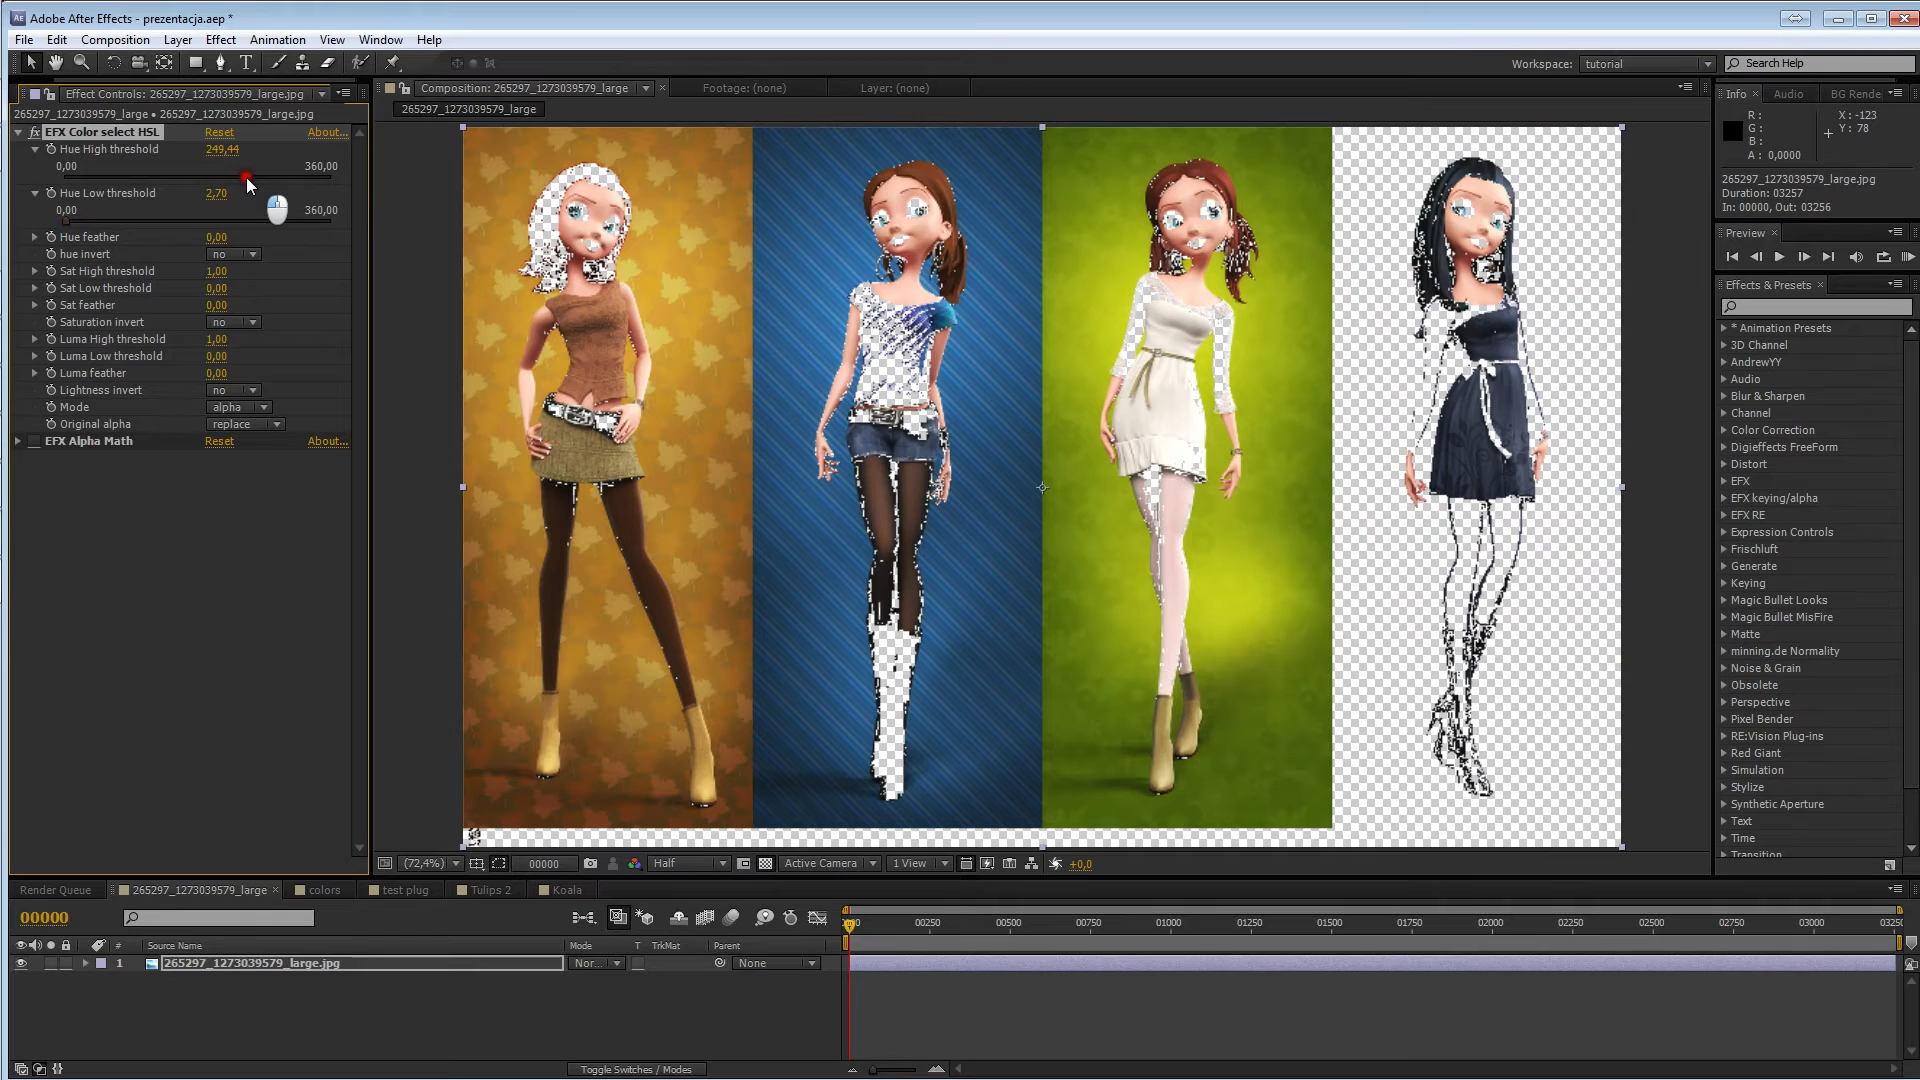 Adobe After Effects - prezentacja.aep *
File Edit Composition Layer Effect Animation View Window Help
Workspace: tutorial Search Help
Effect Controls: 265297_1273039579_large.jpg
265297_1273039579_large • 265297_1273039579_large.jpg
EFX Color select HSL Reset About...
Hue High threshold 249,44
0,00 360,00
Hue Low threshold 2,70
0,00 360,00
Hue feather 0,00
hue invert no
Sat High threshold 1,00
Sat Low threshold 0,00
Sat feather 0,00
Saturation invert no
Luma High threshold 1,00
Luma Low threshold 0,00
Luma feather 0,00
Lightness invert no
Mode alpha
Original alpha replace
EFX Alpha Math Reset About...
Composition: 265297_1273039579_large Footage: (none) Layer: (none)
265297_1273039579_large
(72,4%) 00000 Half Active Camera 1 View +0,0
Info Audio BG Rende
R: X: -123
G: Y: 78
B:
A: 0,0000
265297_1273039579_large.jpg
Duration: 03257
In: 00000, Out: 03256
Preview
Effects & Presets
* Animation Presets
3D Channel
AndrewYY
Audio
Blur & Sharpen
Channel
Color Correction
Digieffects FreeForm
Distort
EFX
EFX keying/alpha
EFX RE
Expression Controls
Frischluft
Generate
Keying
Magic Bullet Looks
Magic Bullet MisFire
Matte
minning.de Normality
Noise & Grain
Obsolete
Perspective
Pixel Bender
RE:Vision Plug-ins
Red Giant
Simulation
Stylize
Synthetic Aperture
Text
Time
Transition
Render Queue 265297_1273039579_large colors test plug Tulips 2 Koala
00000
00250 00500 00750 01000 01250 01500 01750 02000 02250 02500 02750 03000 0325
# Source Name Mode T TrkMat Parent
1 265297_1273039579_large.jpg Nor... None
Toggle Switches / Modes